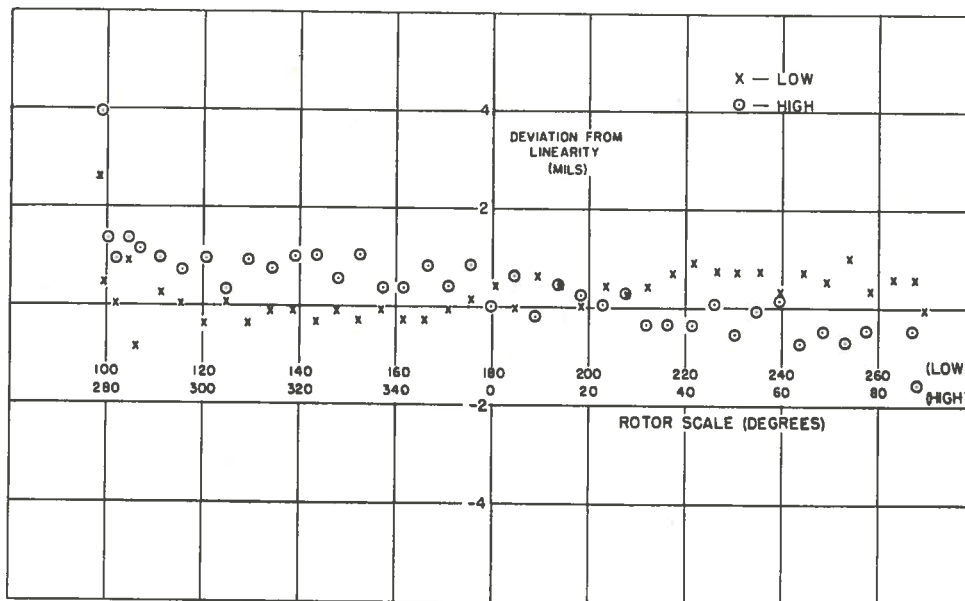 X — LOW
⊙ — HIGH
4
DEVIATION FROM
LINEARITY
(MILS)
2
100 120 140 160 180 200 220 240 260 (LOW
280 300 320 340 0 20 40 60 80 (HIGH)
-2
ROTOR SCALE (DEGREES)
-4